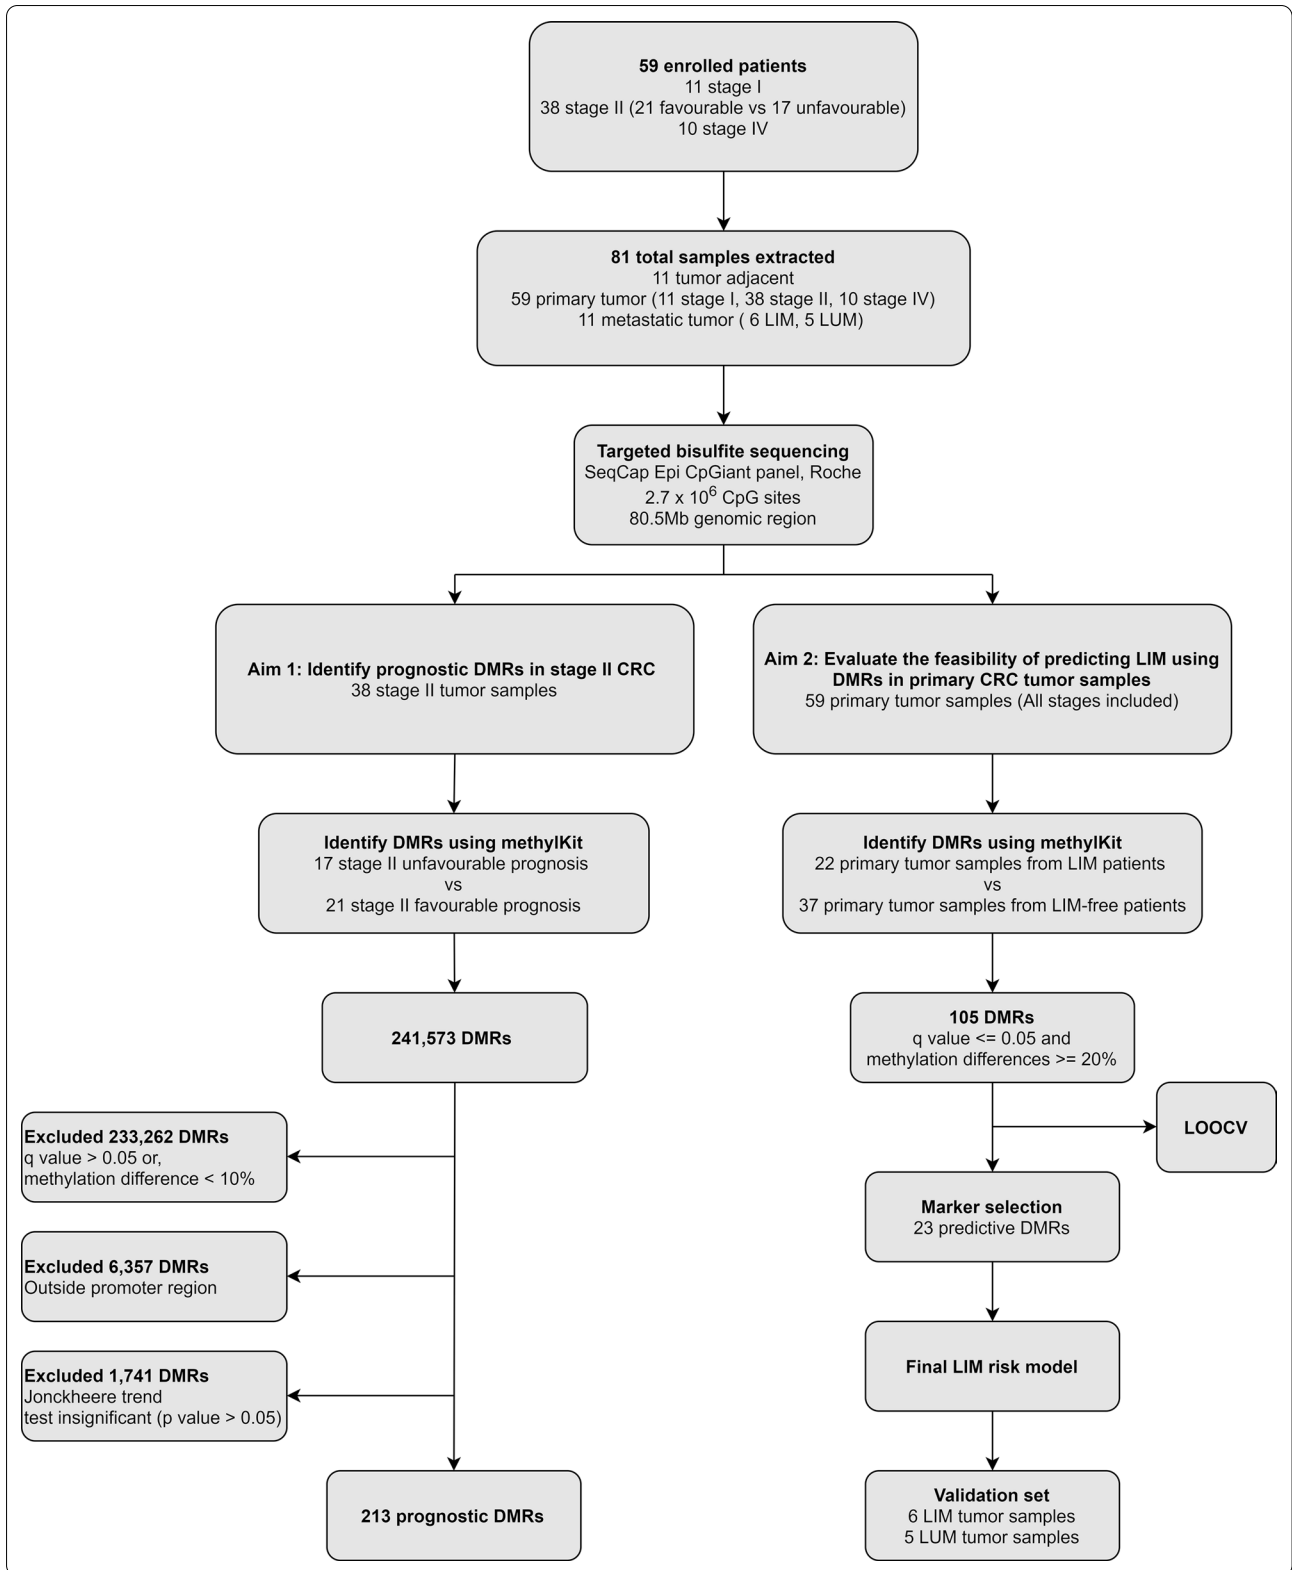 59 enrolled patients
11 stage I
38 stage II (21 favourable vs 17 unfavourable)
10 stage IV
81 total samples extracted
11 tumor adjacent
59 primary tumor (11 stage I, 38 stage II, 10 stage IV)
11 metastatic tumor ( 6 LIM, 5 LUM)
Targeted bisulfite sequencing
SeqCap Epi CpGiant panel, Roche
2.7 x 10⁶ CpG sites
80.5Mb genomic region
Aim 1: Identify prognostic DMRs in stage II CRC
38 stage II tumor samples
Aim 2: Evaluate the feasibility of predicting LIM using
DMRs in primary CRC tumor samples
59 primary tumor samples (All stages included)
Identify DMRs using methylKit
17 stage II unfavourable prognosis
vs
21 stage II favourable prognosis
Identify DMRs using methylKit
22 primary tumor samples from LIM patients
vs
37 primary tumor samples from LIM-free patients
241,573 DMRs
105 DMRs
q value <= 0.05 and
methylation differences >= 20%
Excluded 233,262 DMRs
q value > 0.05 or,
methylation difference < 10%
LOOCV
Marker selection
23 predictive DMRs
Excluded 6,357 DMRs
Outside promoter region
Final LIM risk model
Excluded 1,741 DMRs
Jonckheere trend
test insignificant (p value > 0.05)
213 prognostic DMRs
Validation set
6 LIM tumor samples
5 LUM tumor samples